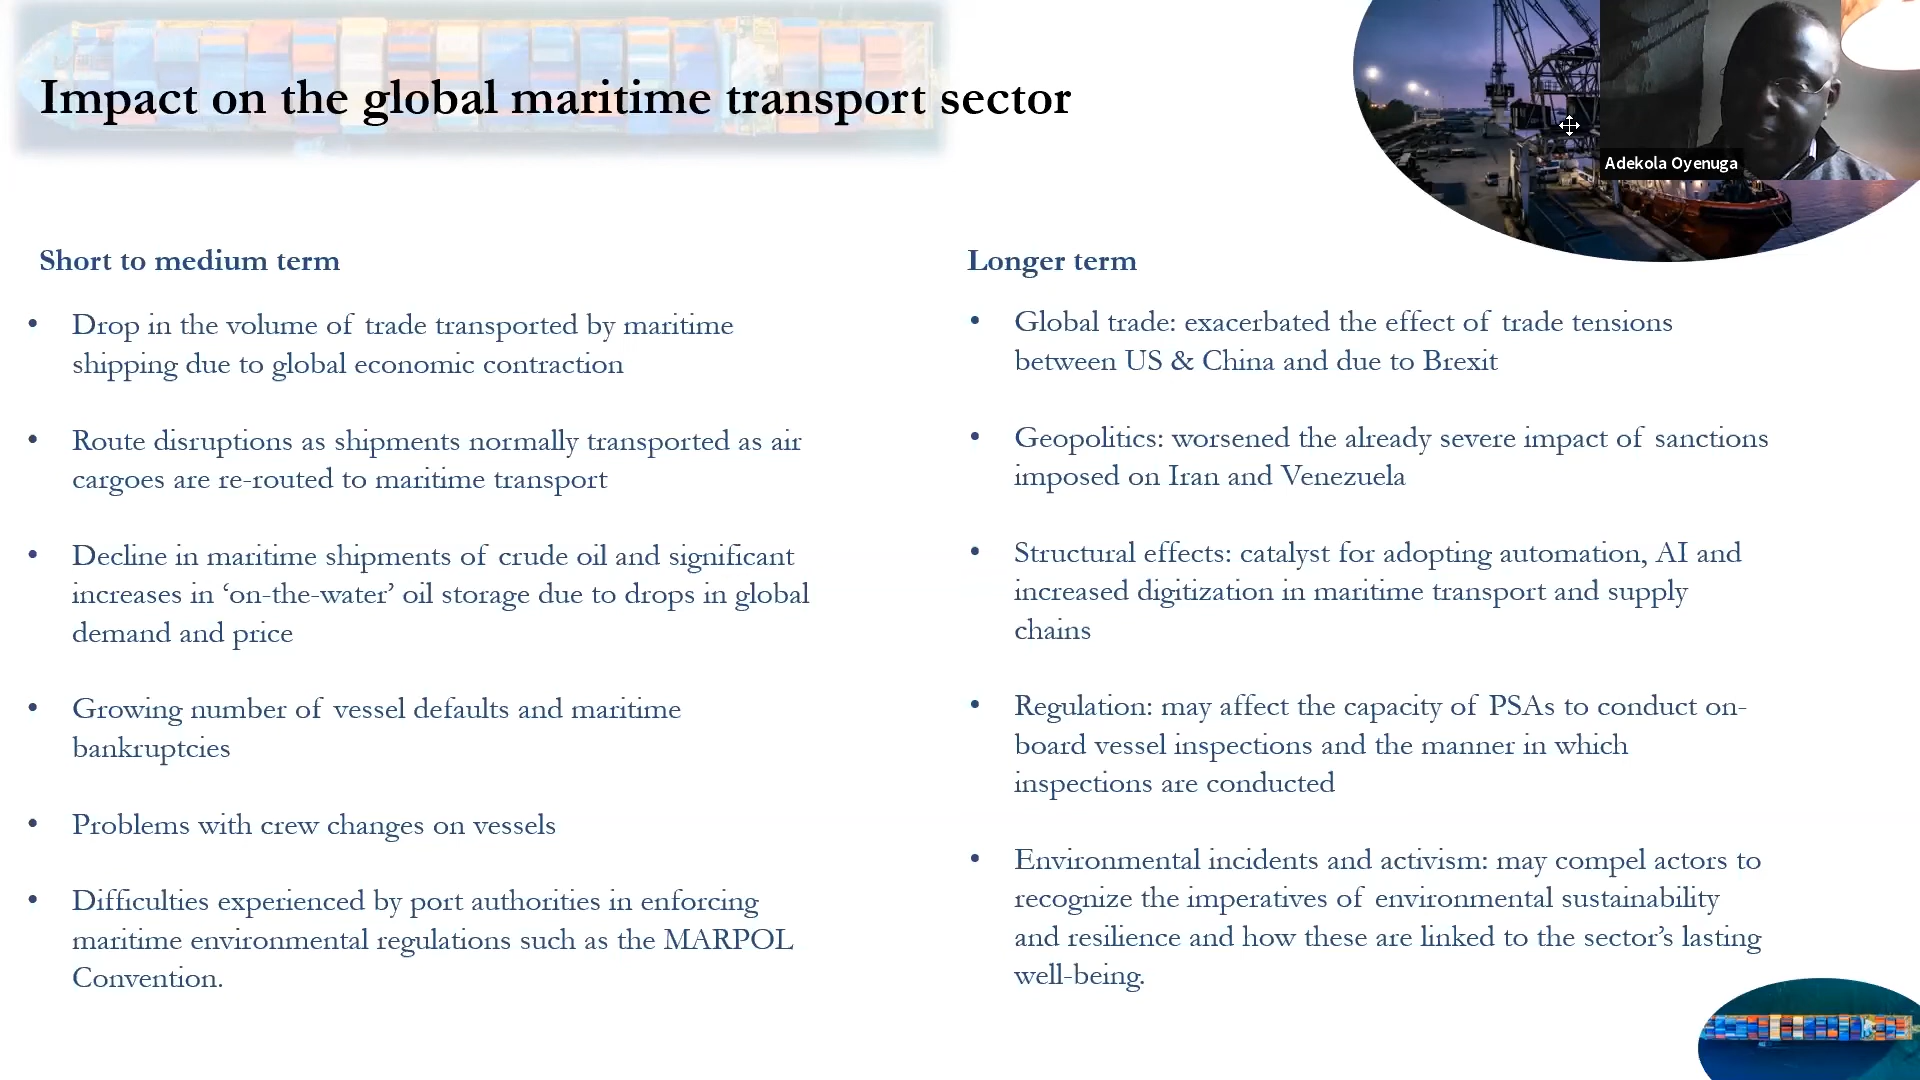 Impact on the global maritime transport sector
Adekola Oyenuga
Short to medium term
• Drop in the volume of trade transported by maritime
shipping due to global economic contraction
• Route disruptions as shipments normally transported as air
cargoes are re-routed to maritime transport
• Decline in maritime shipments of crude oil and significant
increases in ‘on-the-water’ oil storage due to drops in global
demand and price
• Growing number of vessel defaults and maritime
bankruptcies
• Problems with crew changes on vessels
• Difficulties experienced by port authorities in enforcing
maritime environmental regulations such as the MARPOL
Convention.
Longer term
• Global trade: exacerbated the effect of trade tensions
between US & China and due to Brexit
• Geopolitics: worsened the already severe impact of sanctions
imposed on Iran and Venezuela
• Structural effects: catalyst for adopting automation, AI and
increased digitization in maritime transport and supply
chains
• Regulation: may affect the capacity of PSAs to conduct on-
board vessel inspections and the manner in which
inspections are conducted
• Environmental incidents and activism: may compel actors to
recognize the imperatives of environmental sustainability
and resilience and how these are linked to the sector’s lasting
well-being.